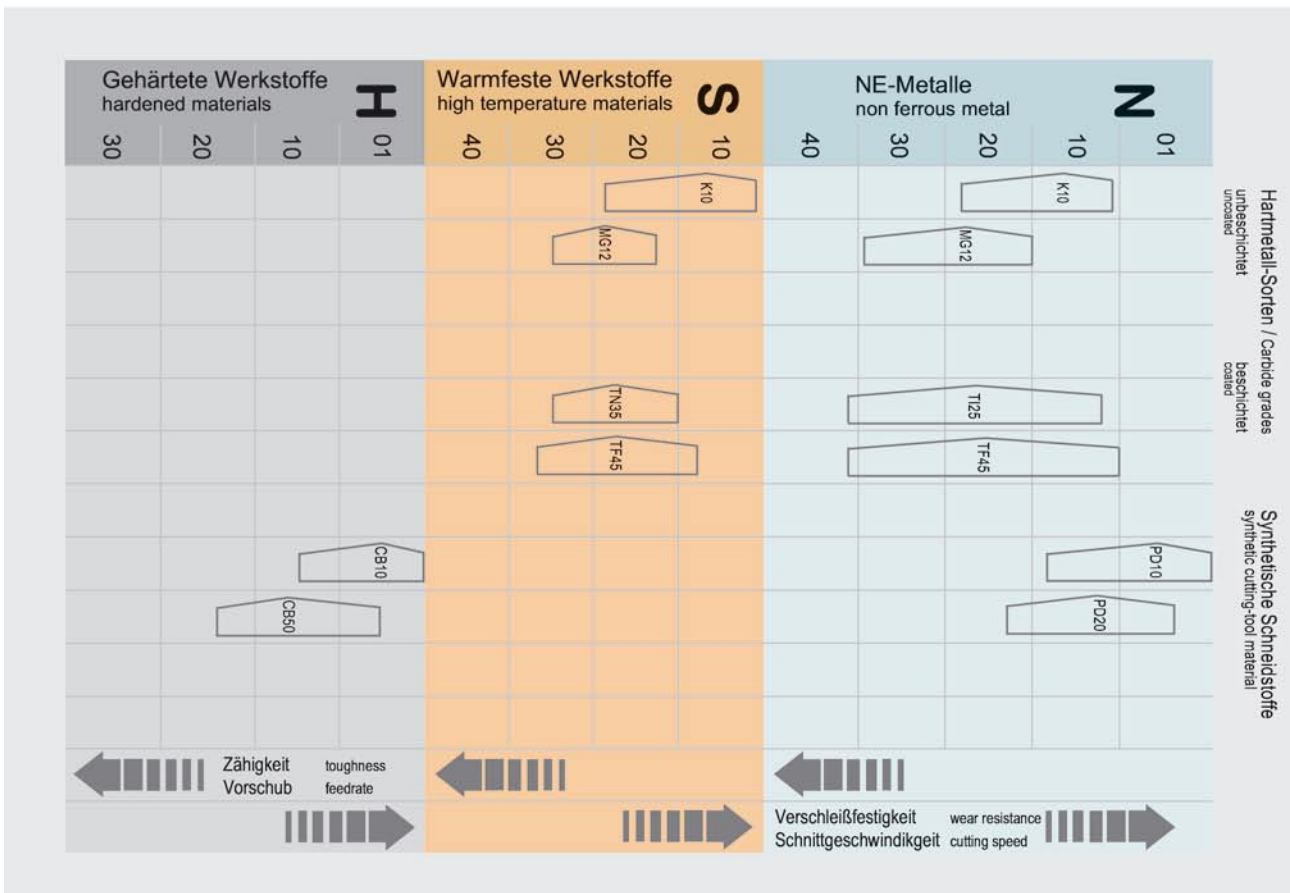 Gehärtete Werkstoffe
hardened materials
H
Warmfeste Werkstoffe
high temperature materials
S
NE-Metalle
non ferrous metal
N
30
20
10
01
40
30
20
10
40
30
20
10
01
Hartmetall-Sorten / Carbide grades
unbeschichtet
uncoated
beschichtet
coated
Synthetische Schneidstoffe
synthetic cutting-tool material
K10
K10
MG12
MG12
TN35
TI25
TF45
TF45
CB10
PD10
CB50
PD20
Zähigkeit toughness
Vorschub feedrate
Verschleißfestigkeit wear resistance
Schnittgeschwindikgeit cutting speed